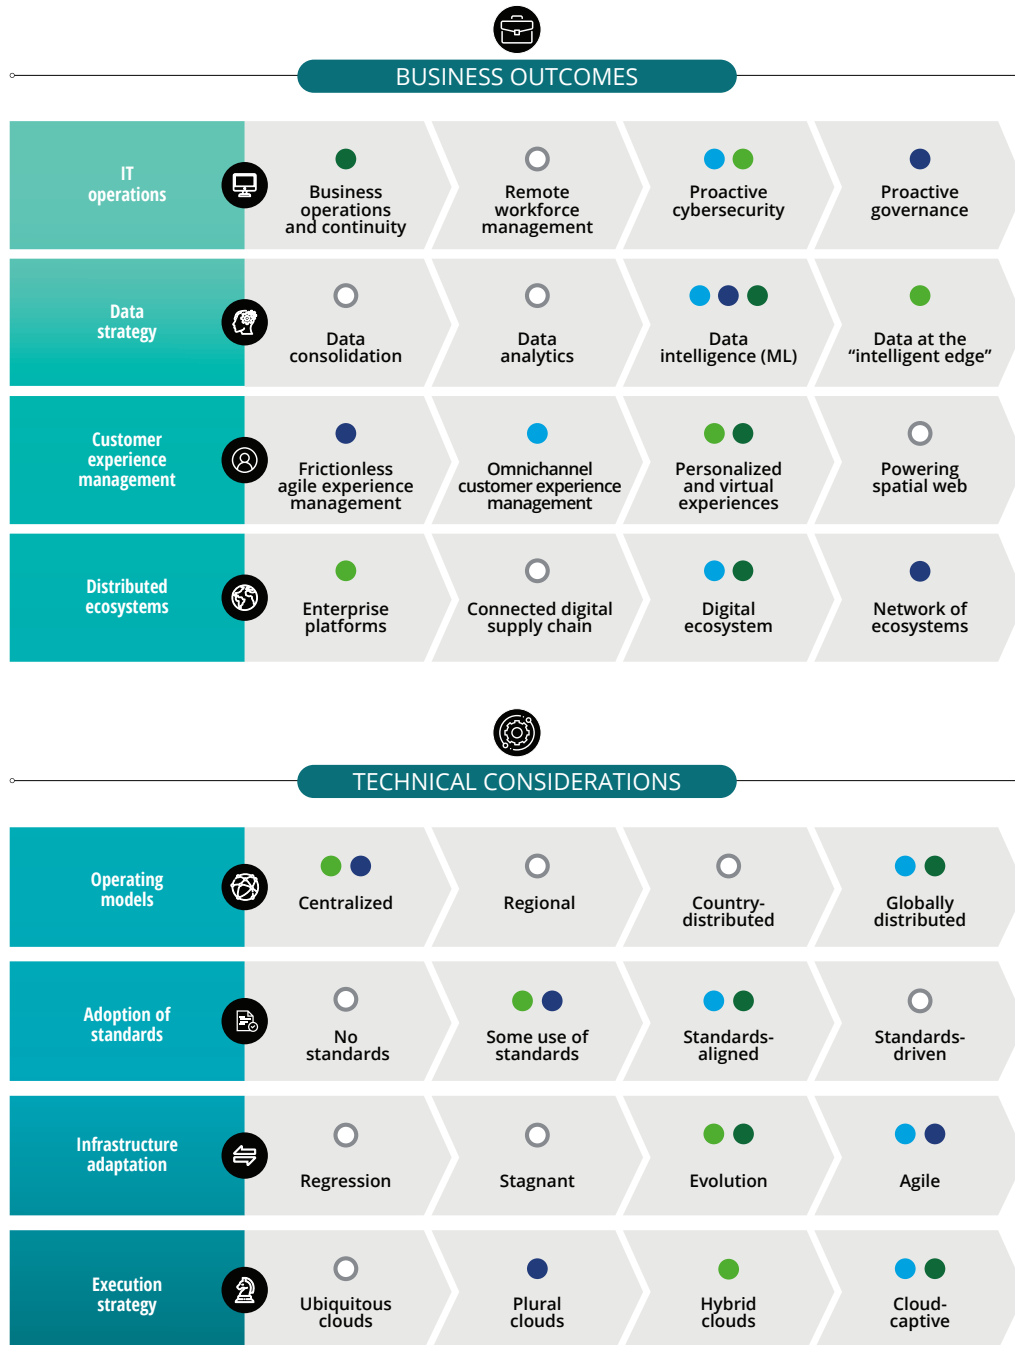 BUSINESS OUTCOMES
IT
operations
Business
operations
and continuity
Remote
workforce
management
Proactive
cybersecurity
Proactive
governance
Data
strategy
Data
consolidation
Data
analytics
Data
intelligence (ML)
Data at the
“intelligent edge”
Customer
experience
management
Frictionless
agile experience
management
Omnichannel
customer experience
management
Personalized
and virtual
experiences
Powering
spatial web
Distributed
ecosystems
Enterprise
platforms
Connected digital
supply chain
Digital
ecosystem
Network of
ecosystems
TECHNICAL CONSIDERATIONS
Operating
models
Centralized
Regional
Country-
distributed
Globally
distributed
Adoption of
standards
No
standards
Some use of
standards
Standards-
aligned
Standards-
driven
Infrastructure
adaptation
Regression
Stagnant
Evolution
Agile
Execution
strategy
Ubiquitous
clouds
Plural
clouds
Hybrid
clouds
Cloud-
captive